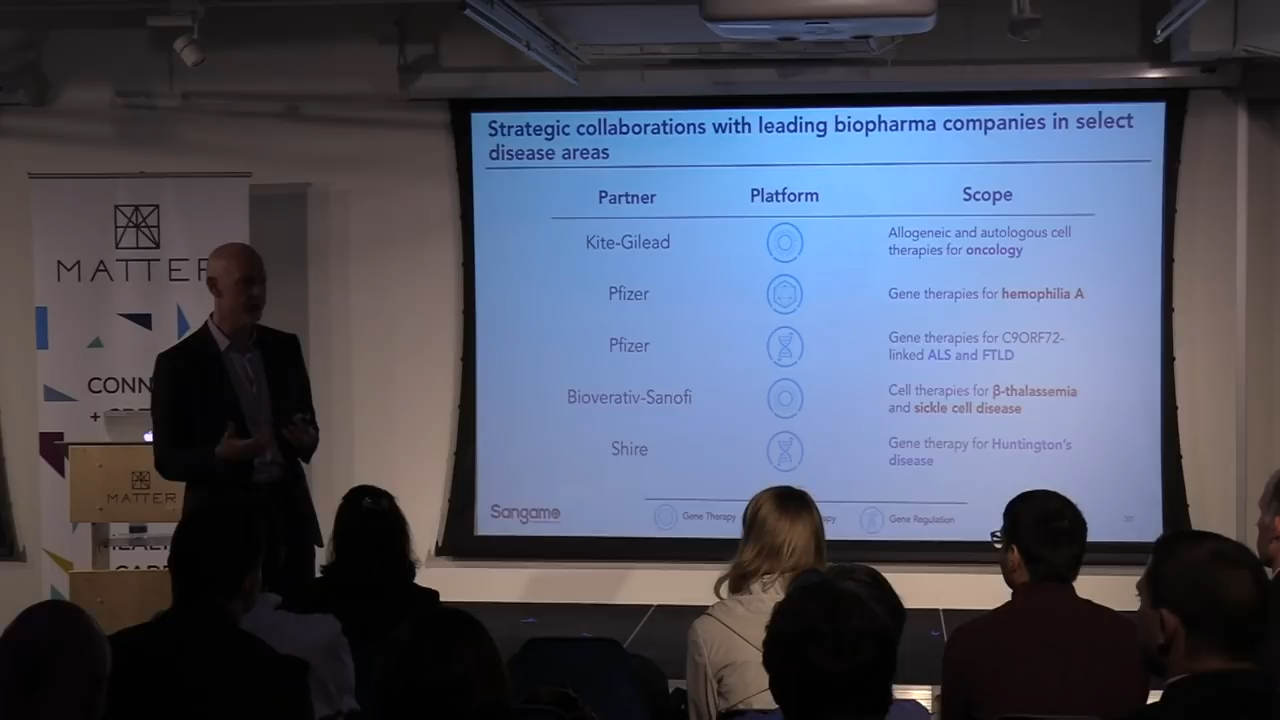 Strategic collaborations with leading biopharma companies in select
disease areas
Partner Platform Scope
Kite-Gilead
Allogeneic and autologous cell
therapies for oncology
Pfizer
Gene therapies for hemophilia A
Pfizer
Gene therapies for C9ORF72-
linked ALS and FTLD
Bioverativ-Sanofi
Cell therapies for β-thalassemia
and sickle cell disease
Shire
Gene therapy for Huntington's
disease
Sangamo
Gene Therapy
Gene Regulation
MATTER
CONN
+
MATTER